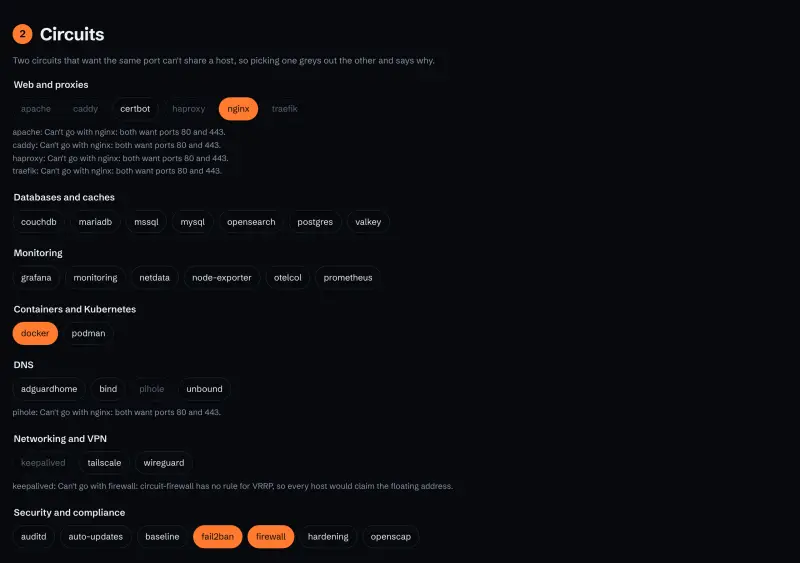 2 Circuits
Two circuits that want the same port can't share a host, so picking one greys out the other and says why.
Web and proxies
apache caddy certbot haproxy nginx traefik
apache: Can't go with nginx: both want ports 80 and 443.
caddy: Can't go with nginx: both want ports 80 and 443.
haproxy: Can't go with nginx: both want ports 80 and 443.
traefik: Can't go with nginx: both want ports 80 and 443.
Databases and caches
couchdb mariadb mssql mysql opensearch postgres valkey
Monitoring
grafana monitoring netdata node-exporter otelcol prometheus
Containers and Kubernetes
docker podman
DNS
adguardhome bind pihole unbound
pihole: Can't go with nginx: both want ports 80 and 443.
Networking and VPN
keepalived tailscale wireguard
keepalived: Can't go with firewall: circuit-firewall has no rule for VRRP, so every host would claim the floating address.
Security and compliance
auditd auto-updates baseline fail2ban firewall hardening openscap